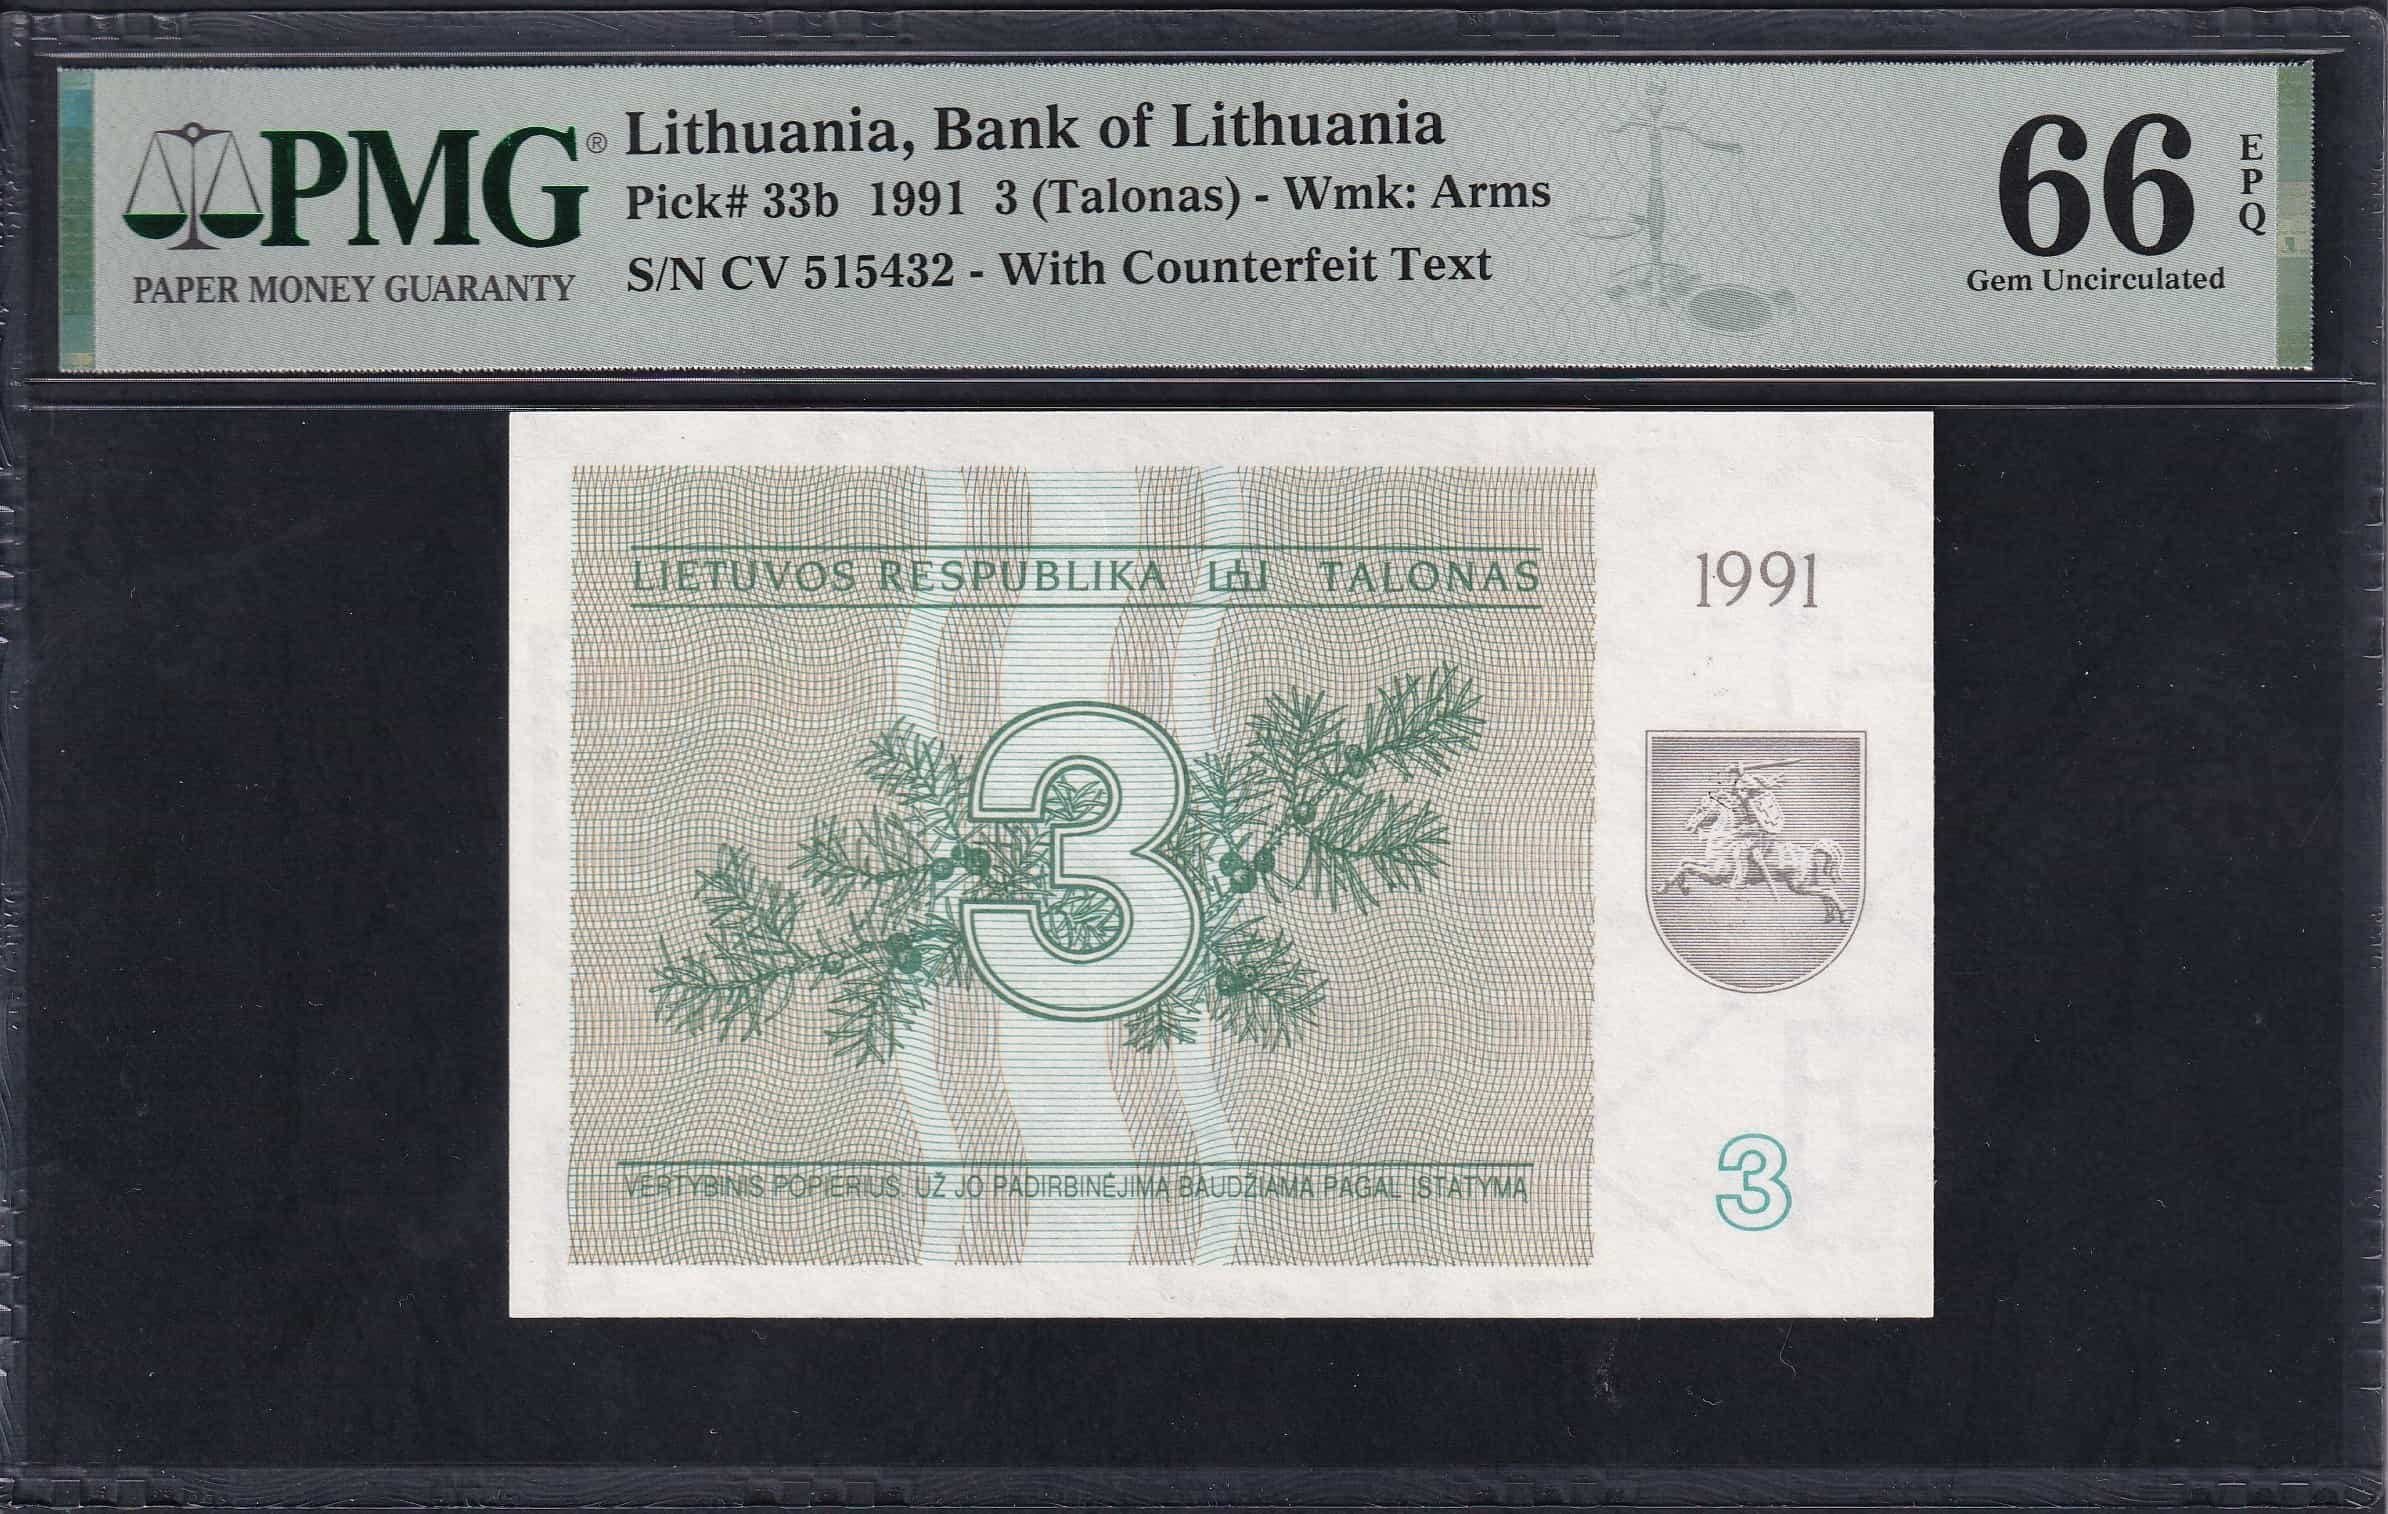 PMG®
PAPER MONEY GUARANTY
Lithuania, Bank of Lithuania
Pick# 33b 1991 3 (Talonas) - Wmk: Arms
S/N CV 515432 - With Counterfeit Text
66
EPQ
Gem Uncirculated
LIETUVOS RESPUBLIKA TALONAS
1991
3
VERTYBINIS POPIERIUS UŽ JO PADIRBINĖJIMĄ BAUDŽIAMA PAGAL ĮSTATYMĄ
3